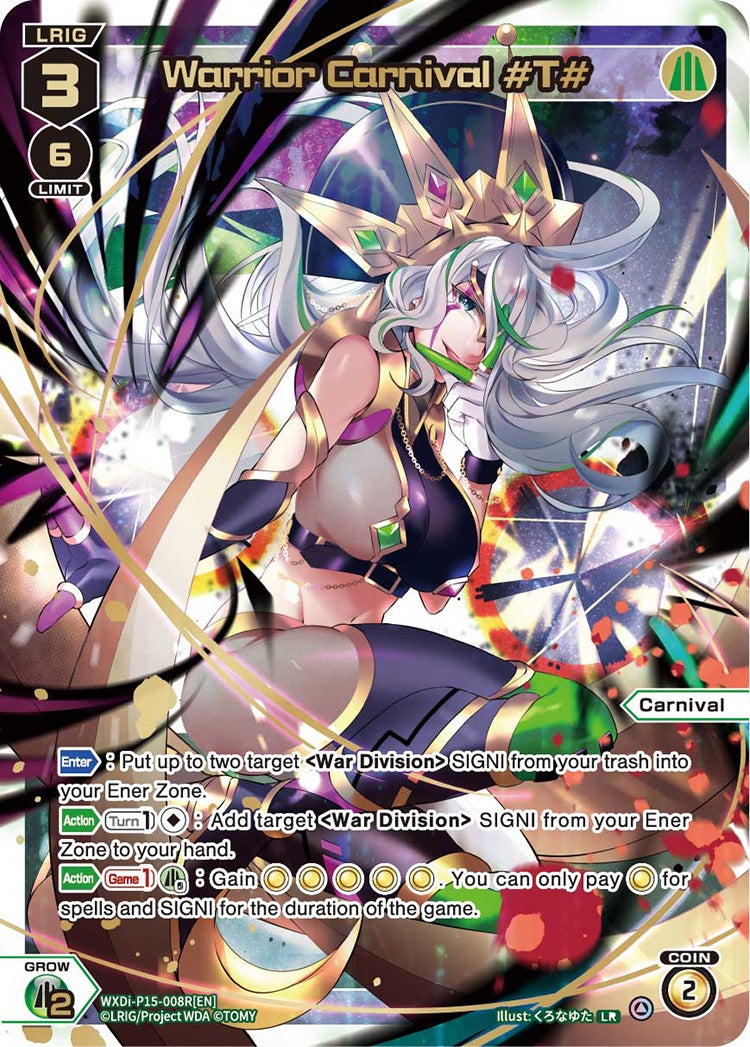 LRIG
3
Warrior Carnival #T#
6
LIMIT
Carnival
Enter : Put up to two target <War Division> SIGNI from your trash into
your Ener Zone.
Action Turn 1 : Add target <War Division> SIGNI from your Ener
Zone to your hand.
Action Game 1 0 : Gain . You can only pay for
spells and SIGNI for the duration of the game.
GROW
2
WXDi-P15-008R[EN]
©LRIG/Project WDA ©TOMY
Illust: くろなゆた LR
COIN
2